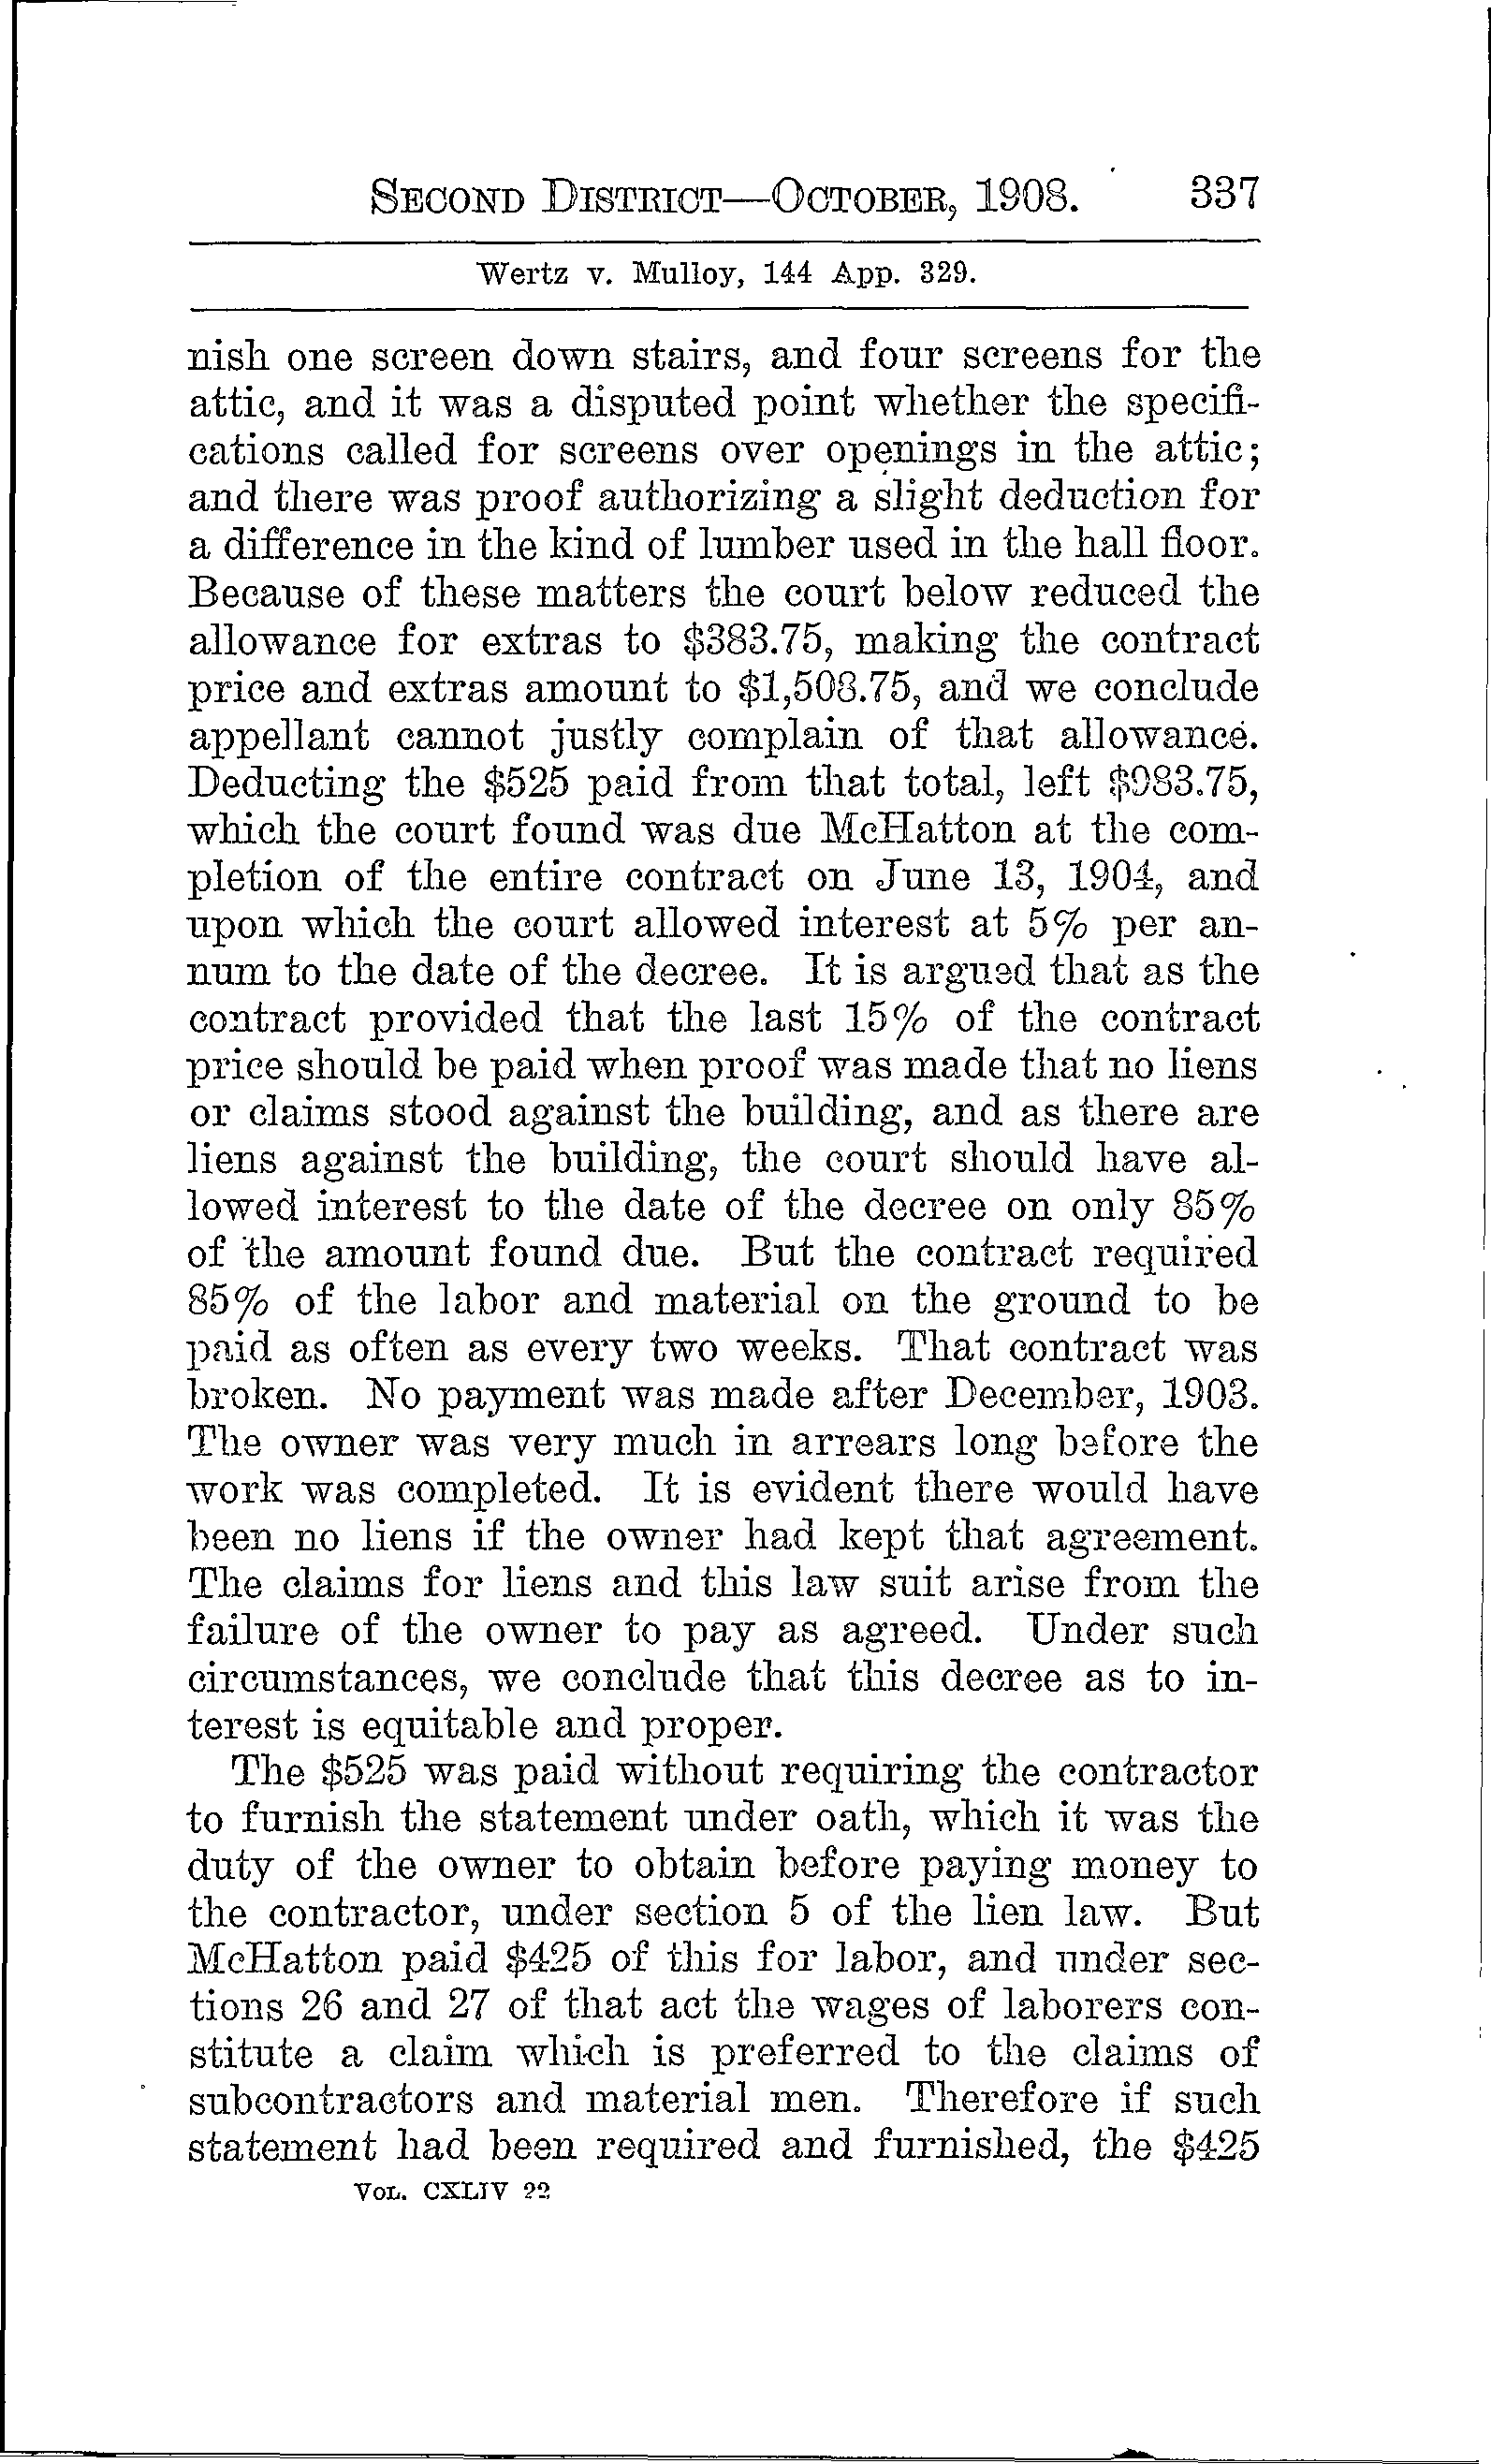 SECOND DISTRICT—OCTOBER, 1908. 337
Wertz v. Mulloy, 144 App. 329.
nish one screen down stairs, and four screens for the
attic, and it was a disputed point whether the specifi-
cations called for screens over openings in the attic;
and there was proof authorizing a slight deduction for
a difference in the kind of lumber used in the hall floor.
Because of these matters the court below reduced the
allowance for extras to $383.75, making the contract
price and extras amount to $1,508.75, and we conclude
appellant cannot justly complain of that allowance.
Deducting the $525 paid from that total, left $983.75,
which the court found was due McHatton at the com-
pletion of the entire contract on June 13, 1904, and
upon which the court allowed interest at 5% per an-
num to the date of the decree. It is argued that as the
contract provided that the last 15% of the contract
price should be paid when proof was made that no liens
or claims stood against the building, and as there are
liens against the building, the court should have al-
lowed interest to the date of the decree on only 85%
of the amount found due. But the contract required
85% of the labor and material on the ground to be
paid as often as every two weeks. That contract was
broken. No payment was made after December, 1903.
The owner was very much in arrears long before the
work was completed. It is evident there would have
been no liens if the owner had kept that agreement.
The claims for liens and this law suit arise from the
failure of the owner to pay as agreed. Under such
circumstances, we conclude that this decree as to in-
terest is equitable and proper.
The $525 was paid without requiring the contractor
to furnish the statement under oath, which it was the
duty of the owner to obtain before paying money to
the contractor, under section 5 of the lien law. But
McHatton paid $425 of this for labor, and under sec-
tions 26 and 27 of that act the wages of laborers con-
stitute a claim which is preferred to the claims of
subcontractors and material men. Therefore if such
statement had been required and furnished, the $425
VOL. CXLIV 22